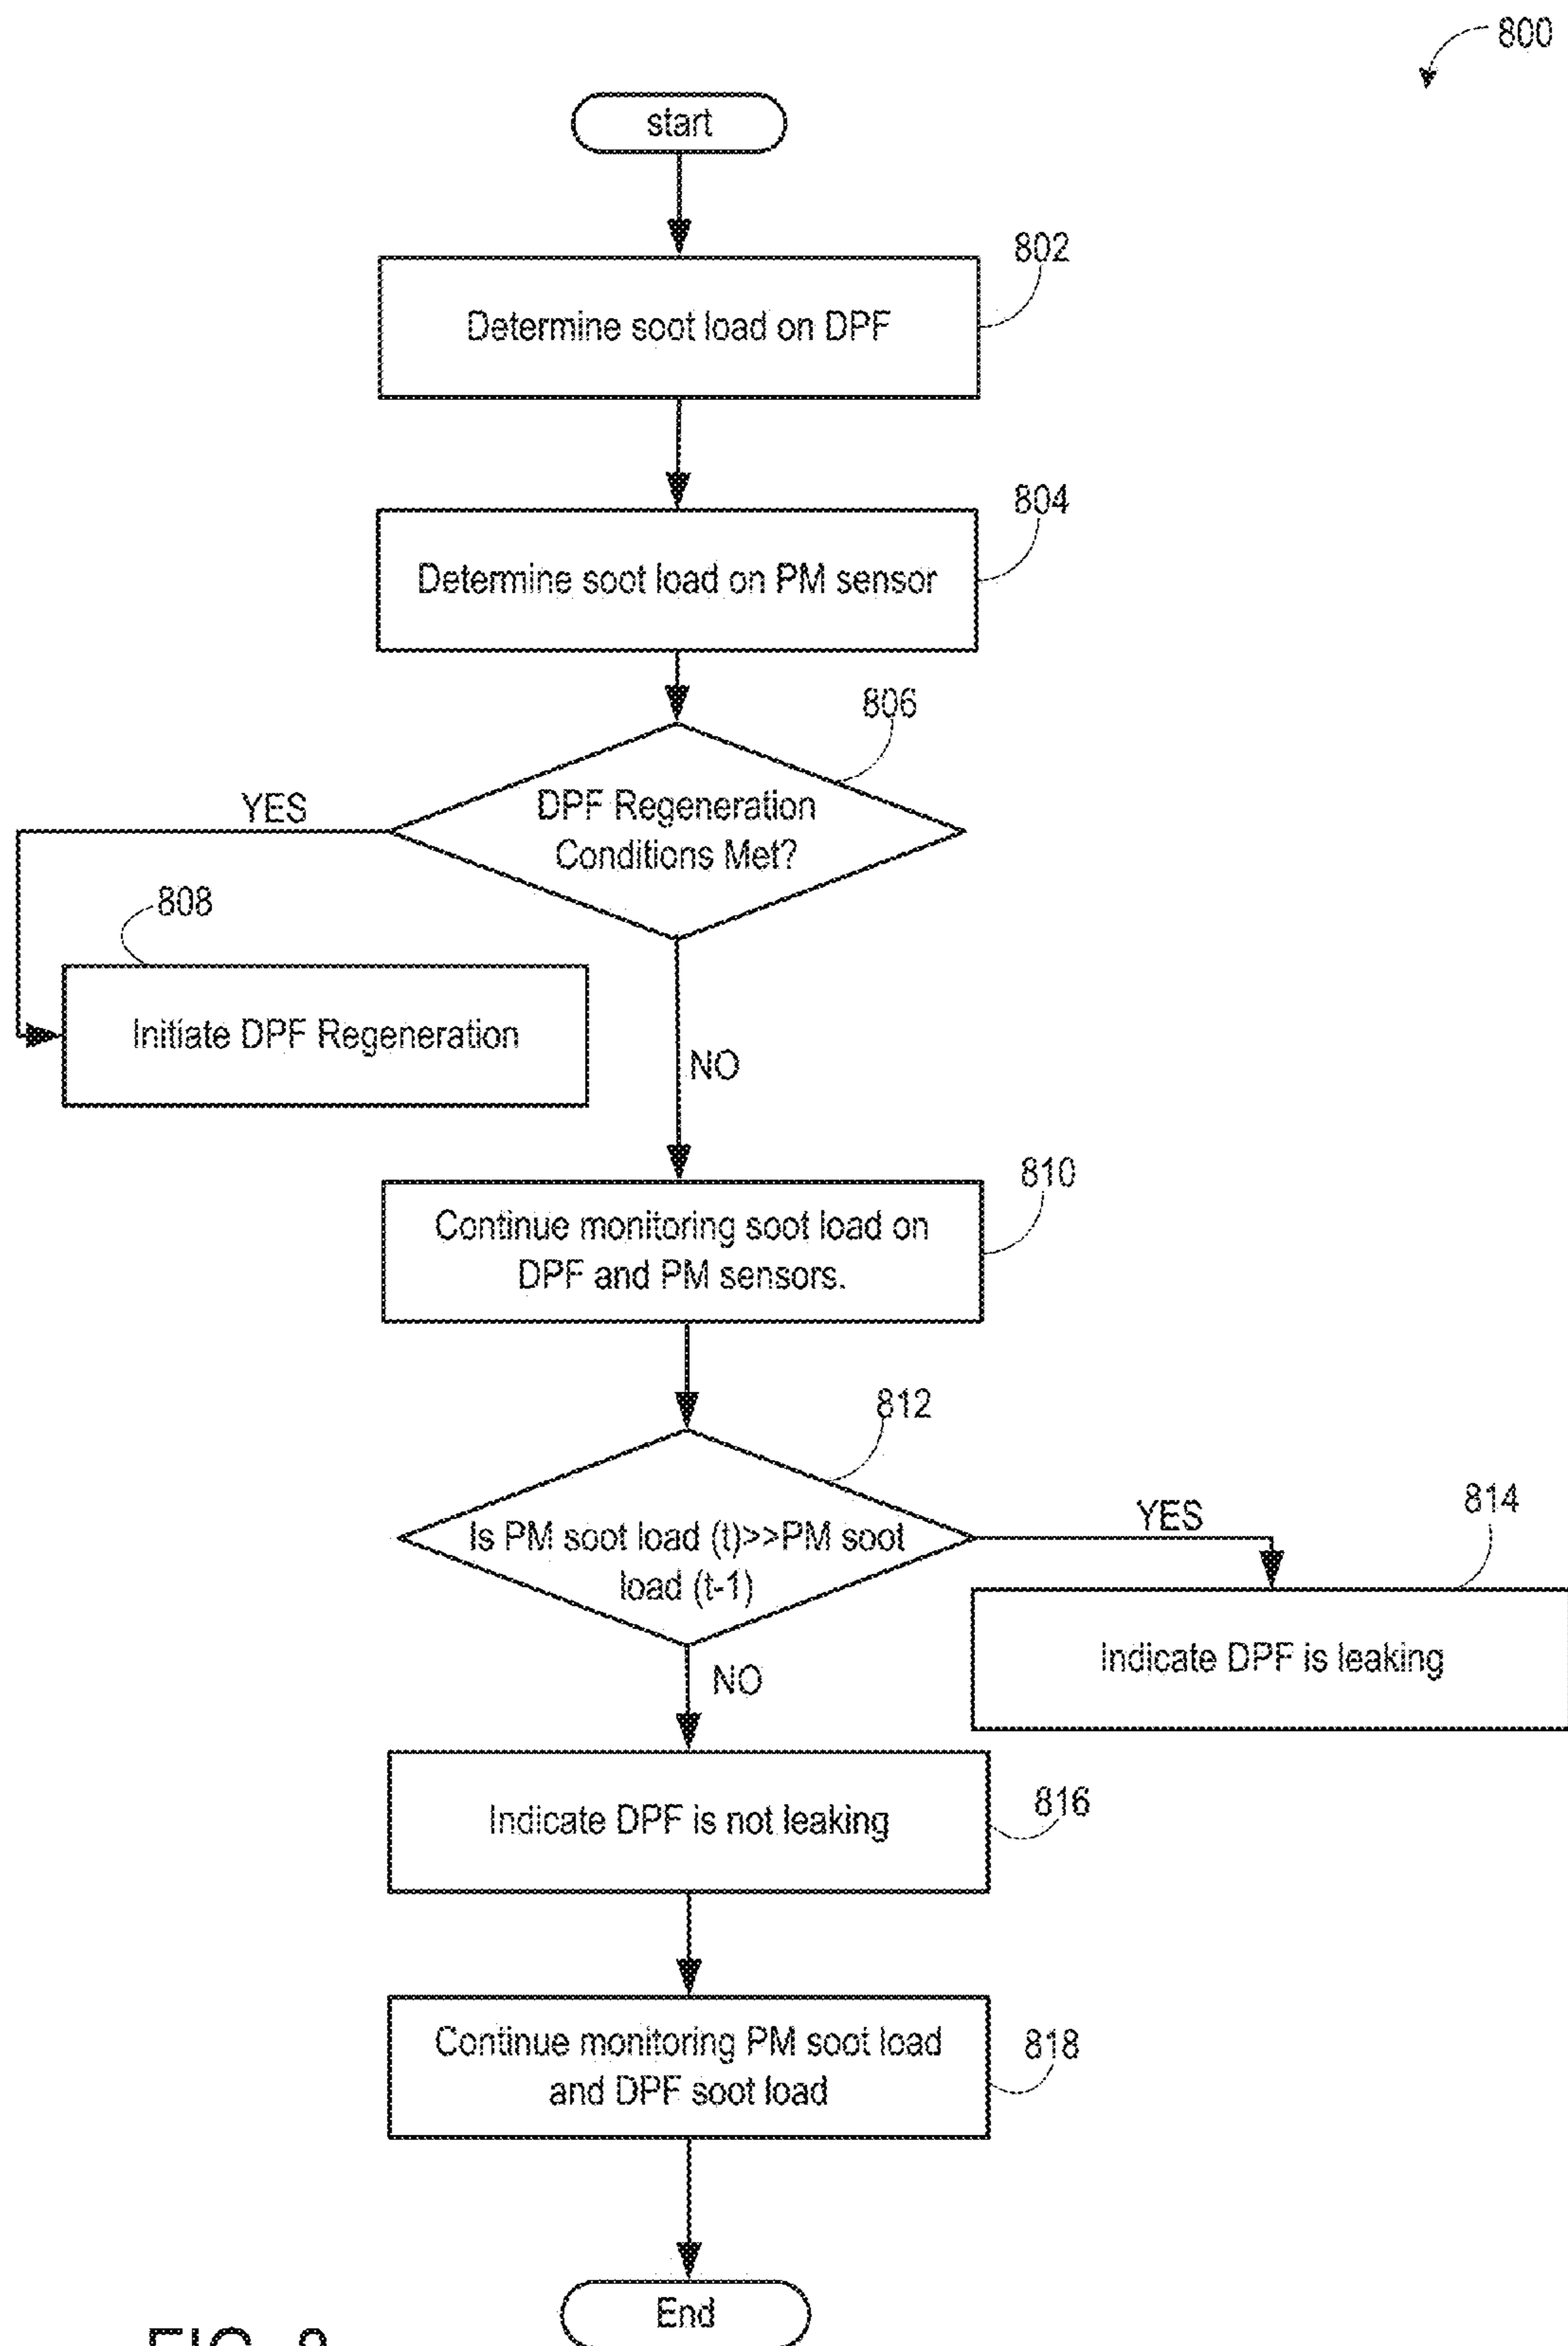 800
start
802
Determine soot load on DPF
804
Determine soot load on PM sensor
806
DPF Regeneration
Conditions Met?
YES
808
Initiate DPF Regeneration
NO
810
Continue monitoring soot load on
DPF and PM sensors.
812
Is PM soot load (t)>>PM soot
load (t-1)
YES
814
Indicate DPF is leaking
NO
816
Indicate DPF is not leaking
818
Continue monitoring PM soot load
and DPF soot load
End
FIG.